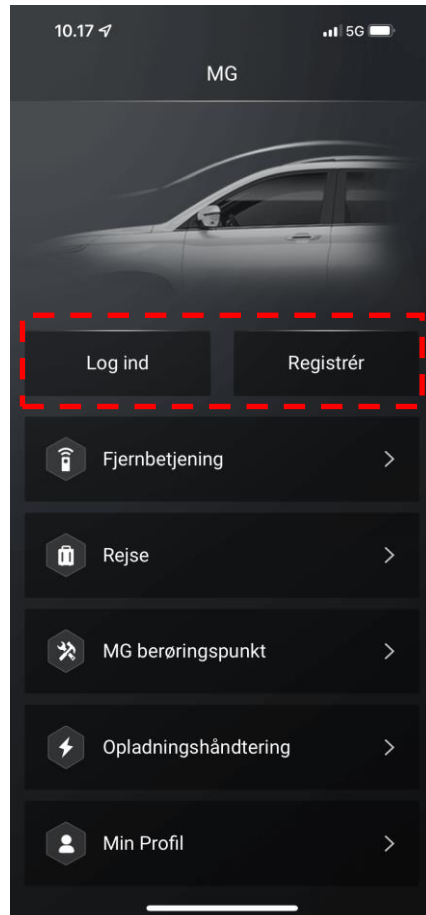 10.17 5G
MG
Log ind Registrér
Fjernbetjening
Rejse
MG berøringspunkt
Opladningshåndtering
Min Profil